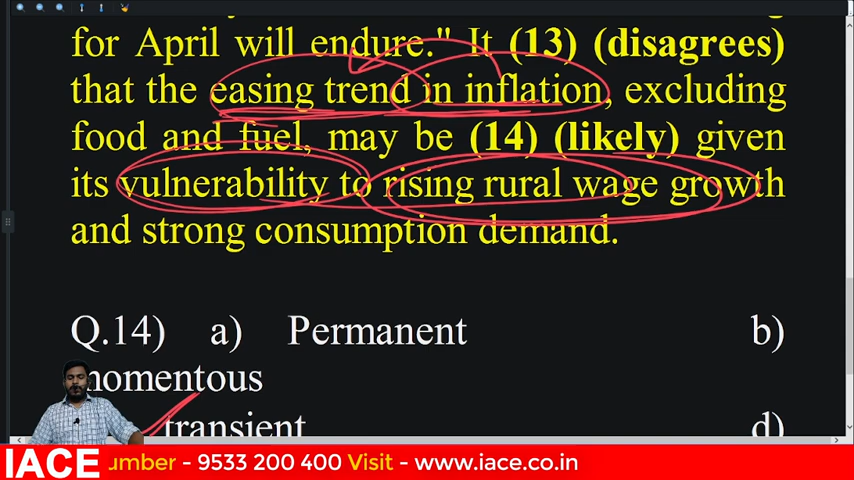 for April will endure." It (13) (disagrees)
that the easing trend in inflation, excluding
food and fuel, may be (14) (likely) given
its vulnerability to rising rural wage growth
and strong consumption demand.
Q.14) a) Permanent b)
momentous
transient d)
IACE umber - 9533 200 400 Visit - www.iace.co.in